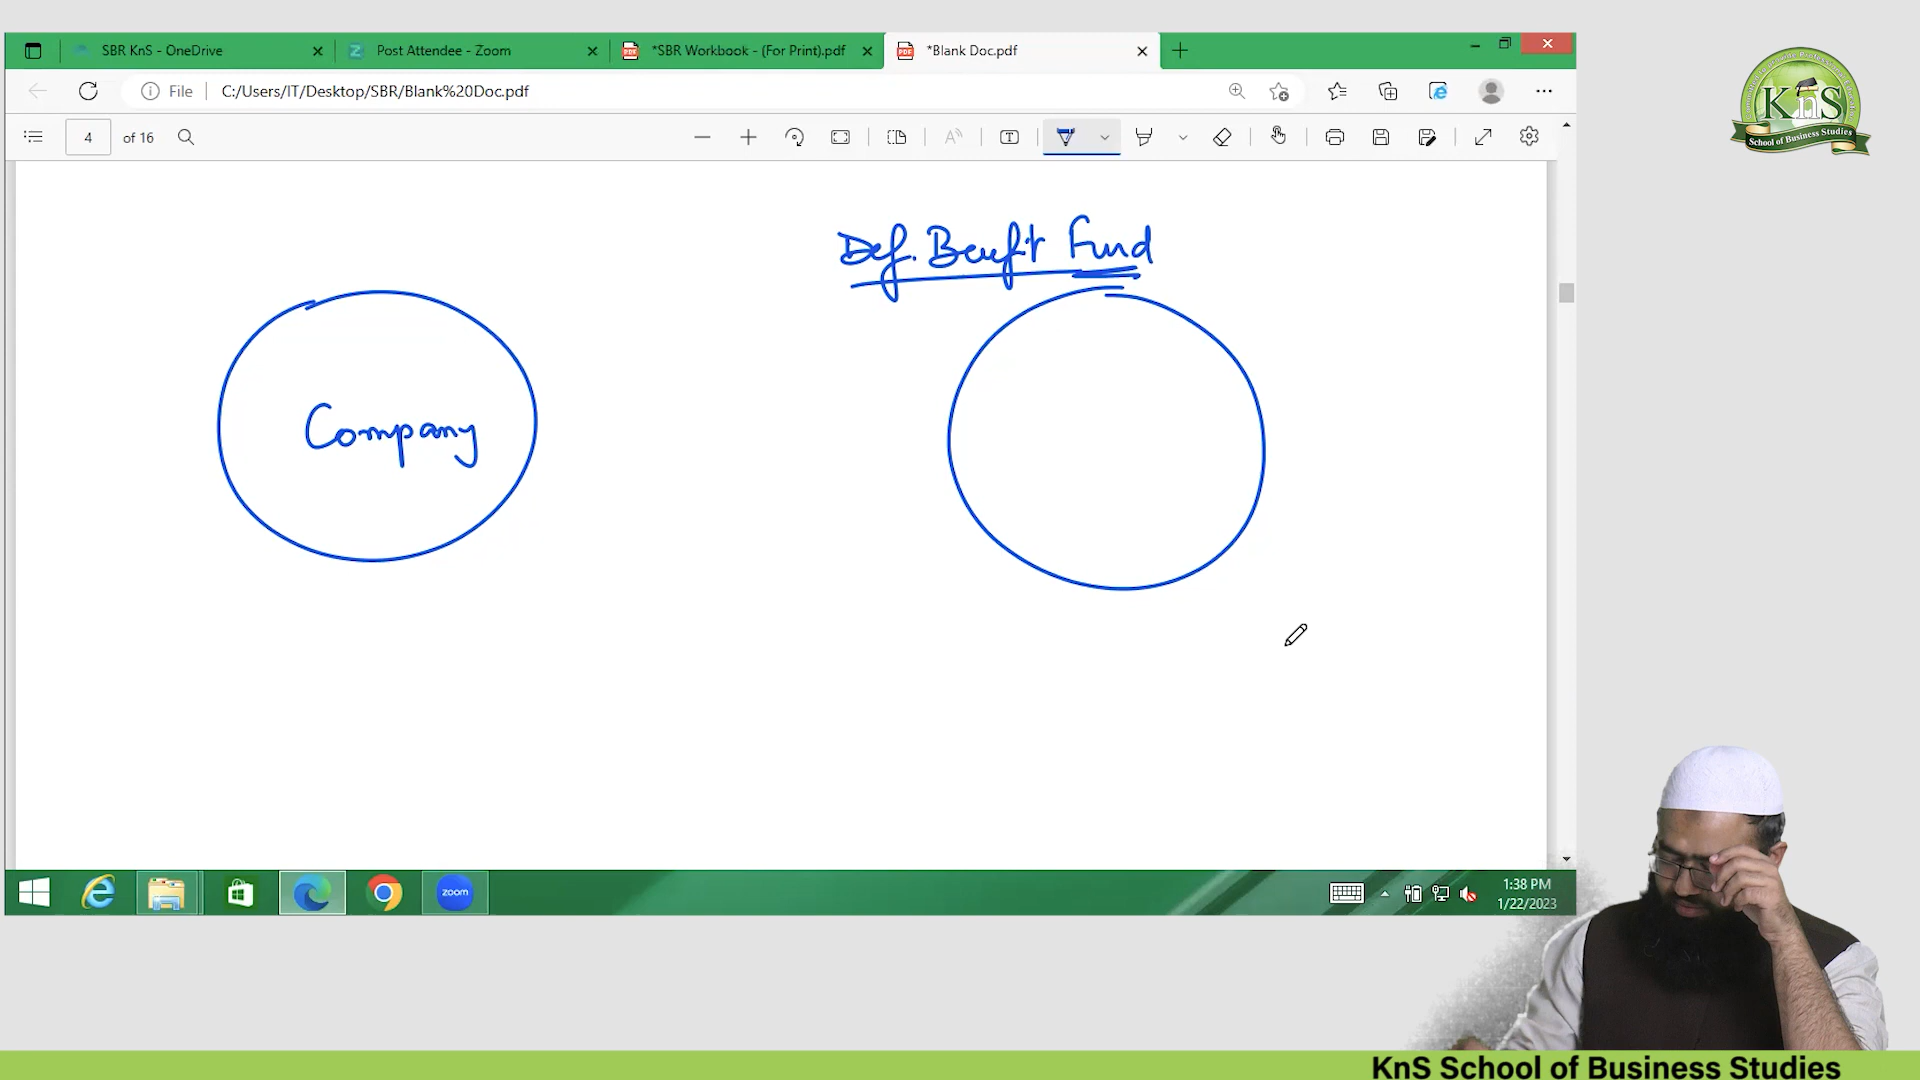 SBR KnS - OneDrive
Post Attendee - Zoom
*SBR Workbook - (For Print).pdf
*Blank Doc.pdf
File
C:/Users/IT/Desktop/SBR/Blank%20Doc.pdf
4 of 16
Def. Benefit Fund
Company
zoom
1:38 PM
1/22/2023
KnS
School of Business Studies
KnS School of Business Studies